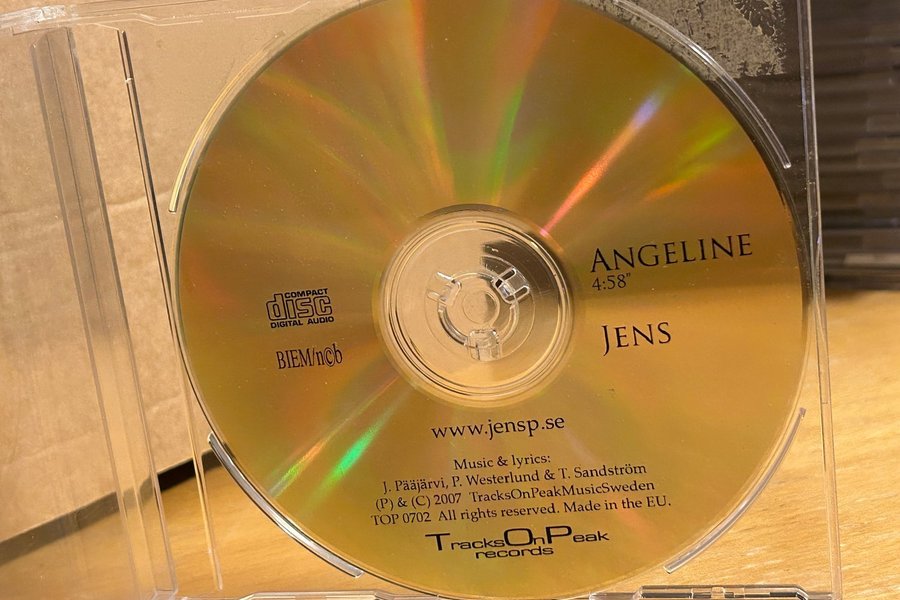 ANGELINE
4:58"
JENS
COMPACT
disc
DIGITAL AUDIO
BIEM/n©b
www.jensp.se
Music & lyrics:
J. Pääjärvi, P. Westerlund & T. Sandström
(P) & (C) 2007 TracksOnPeakMusicSweden
TOP 0702 All rights reserved. Made in the EU.
TracksOnPeak
records